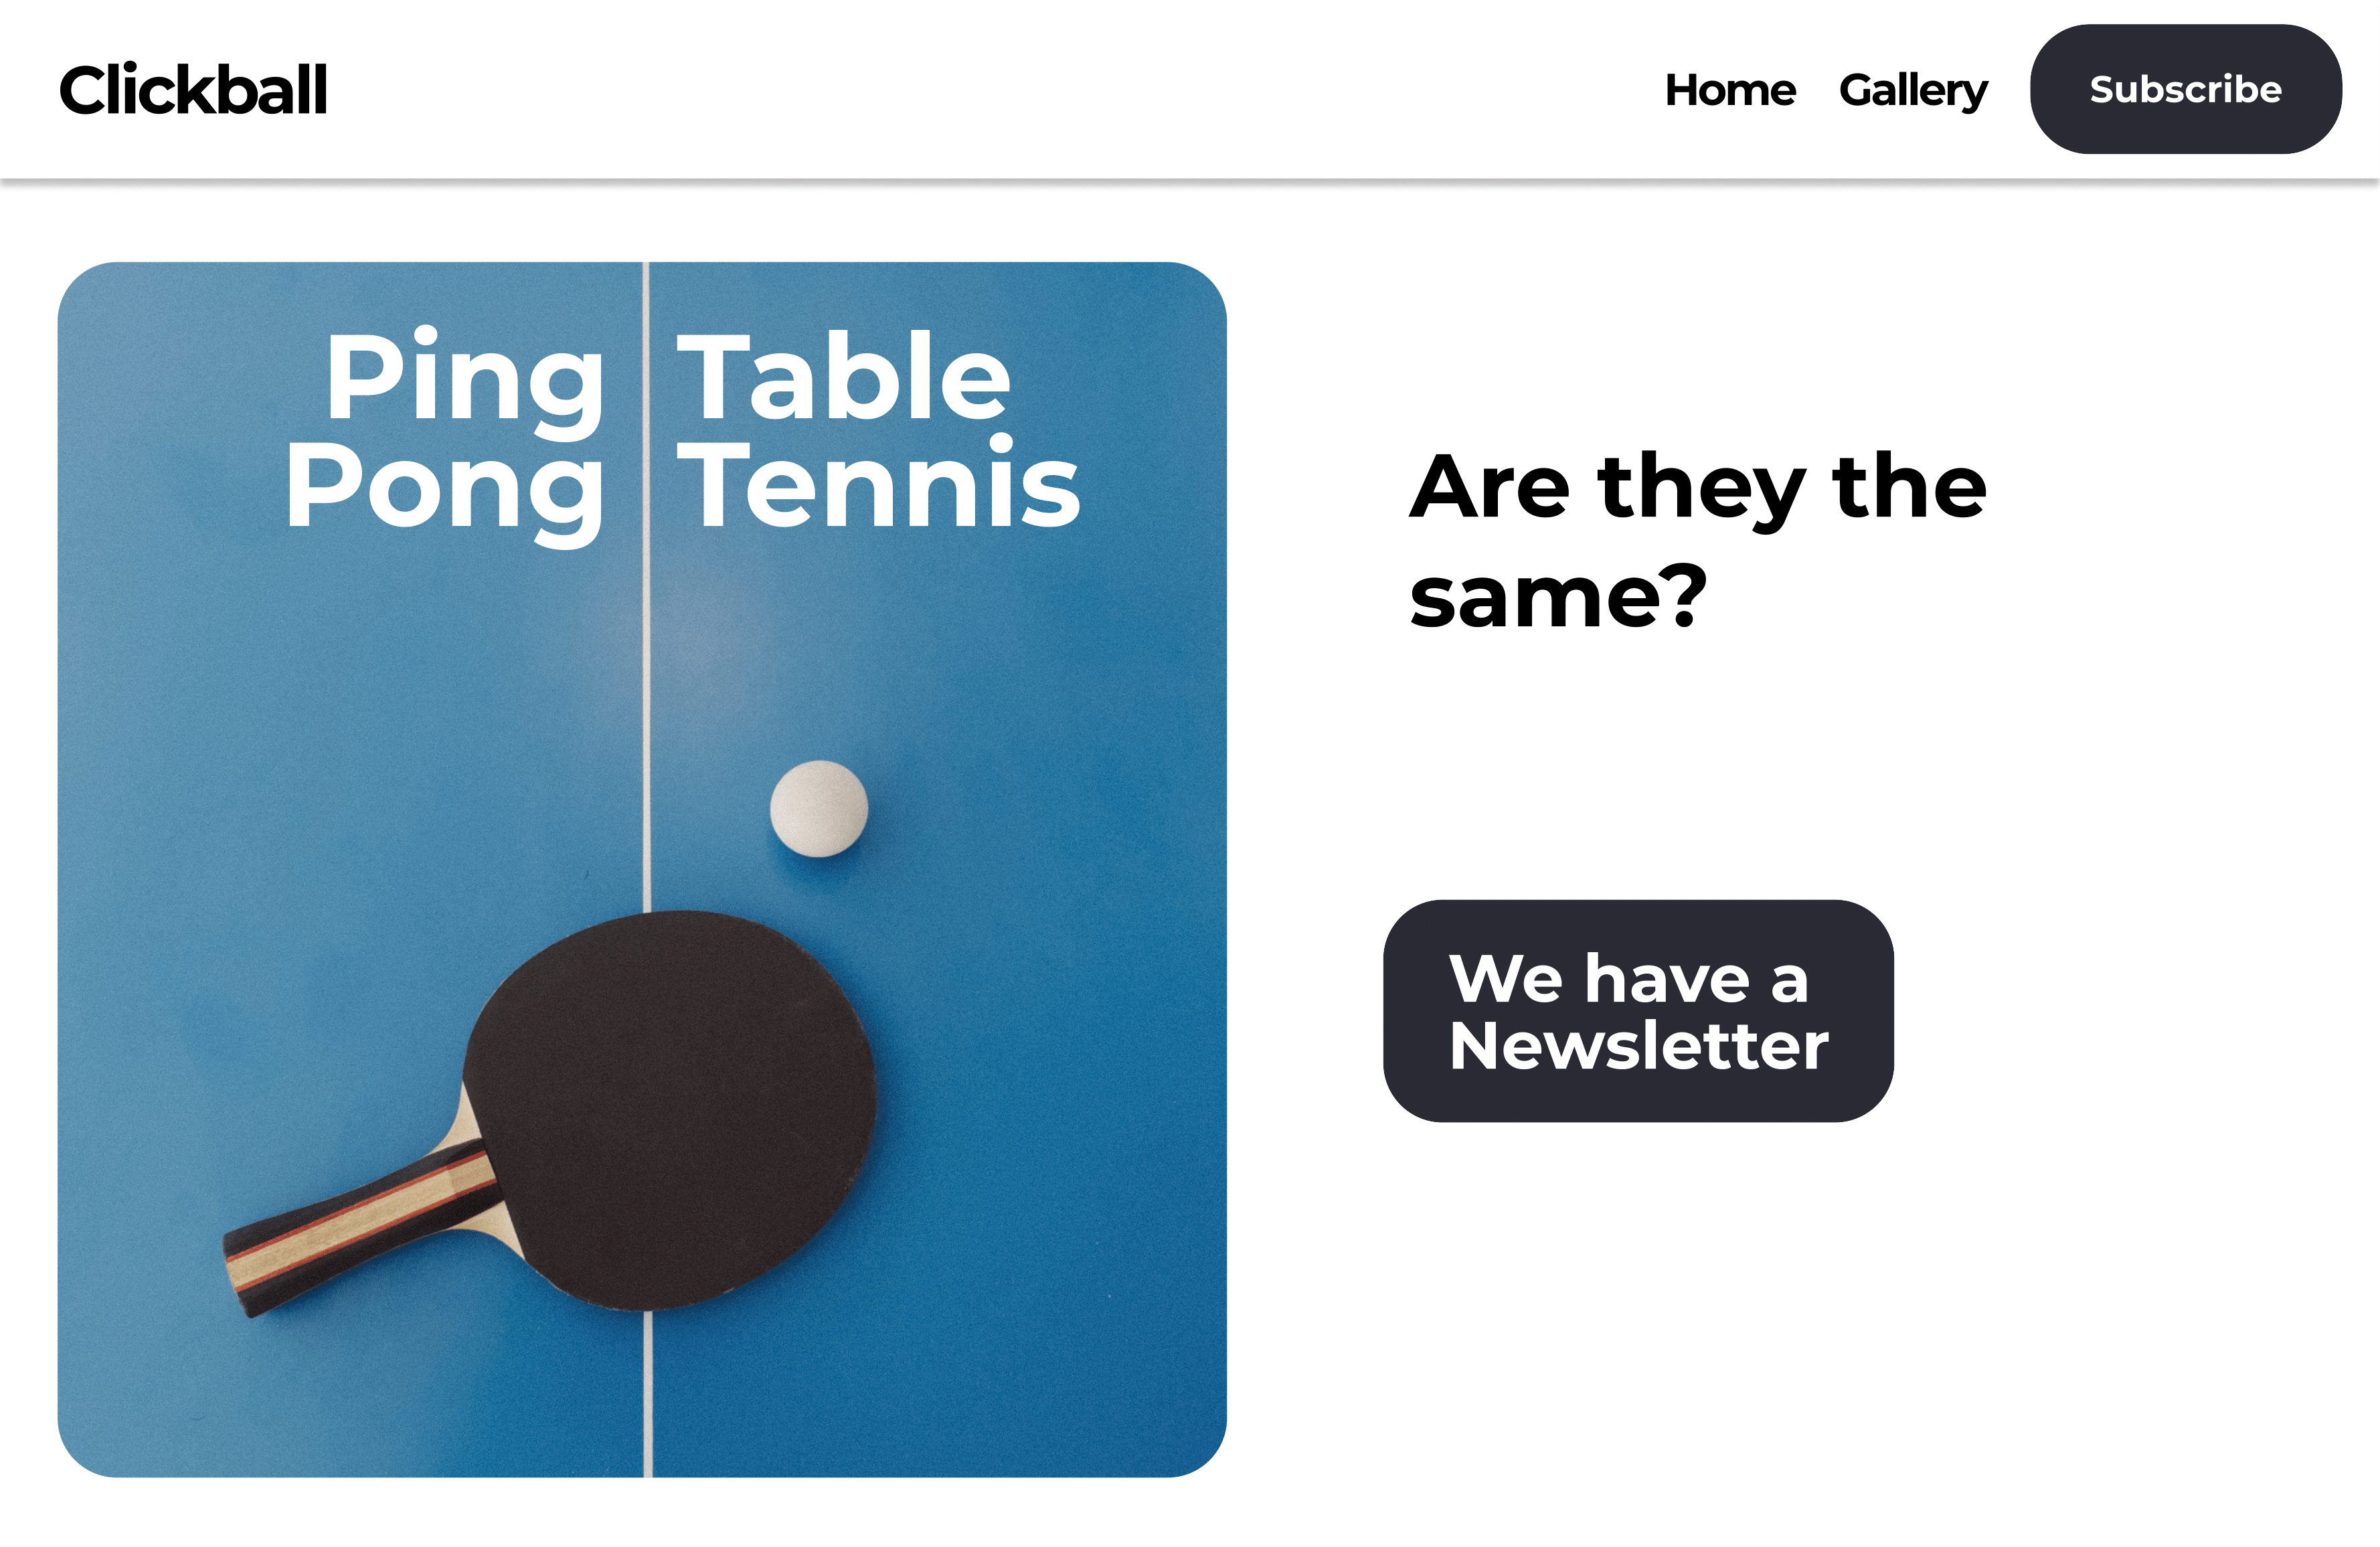 Clickball
Home
Gallery
Subscribe
Ping
Pong
Table
Tennis
Are they the
same?
We have a
Newsletter